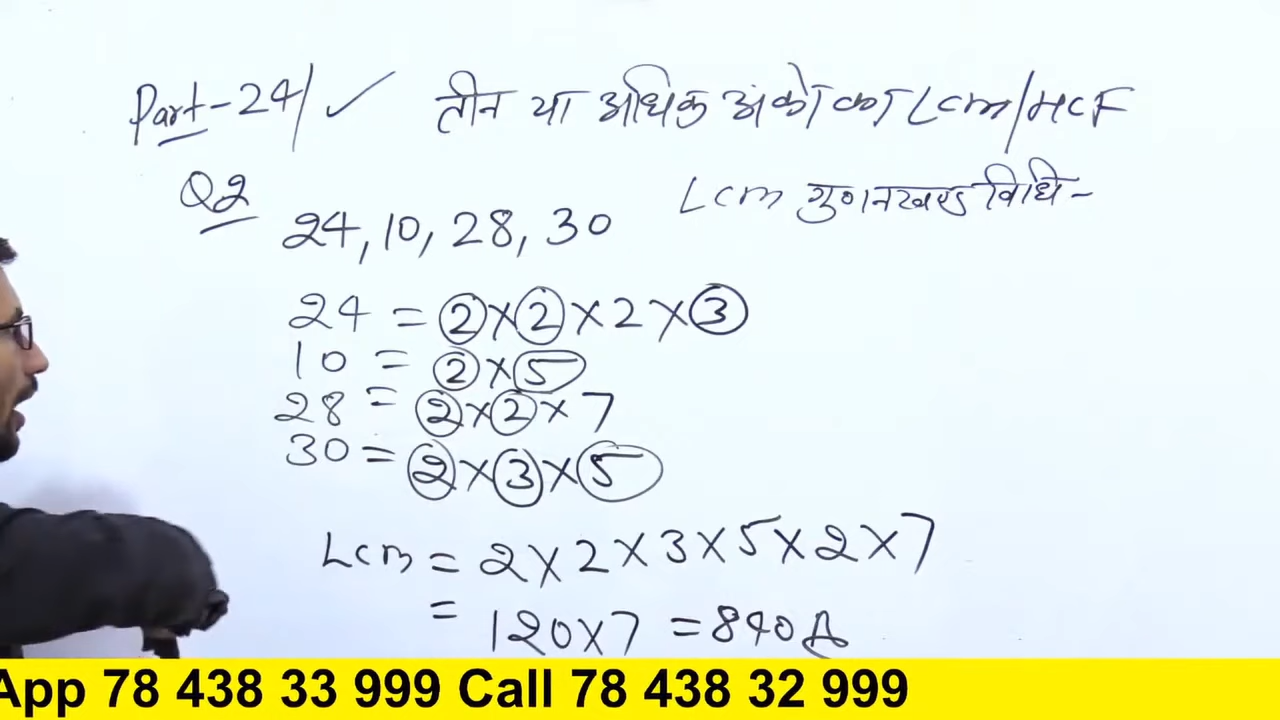 Part-24/ ✓ तीन या अधिक अंको का Lcm/HCF
Q2
Lcm गुणनखण्ड विधि-
24, 10, 28, 30
24 = 2×2×2×3
10 = 2×5
28 = 2×2×7
30 = 2×3×5
Lcm = 2×2×3×5×2×7
= 120×7 = 840 A
App 78 438 33 999 Call 78 438 32 999